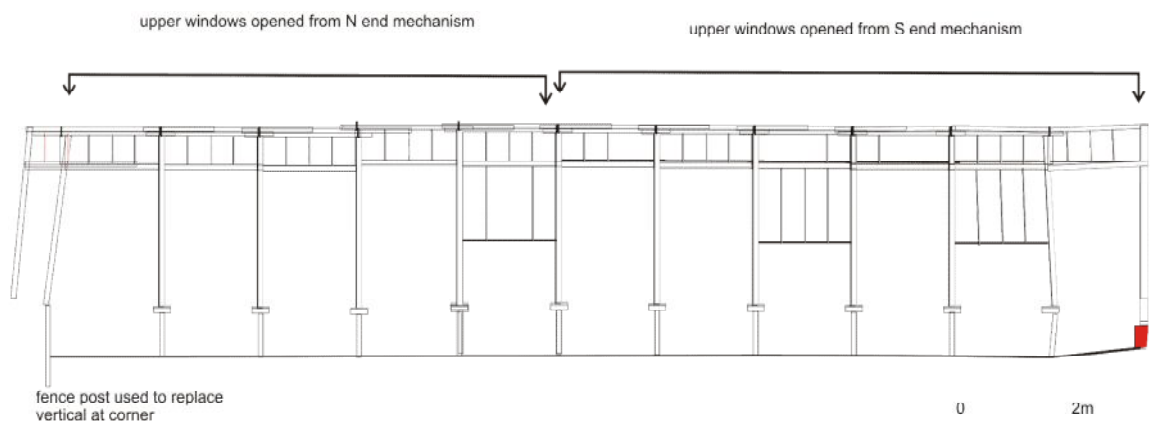 upper windows opened from N end mechanism
upper windows opened from S end mechanism
fence post used to replace
vertical at corner
0 2m